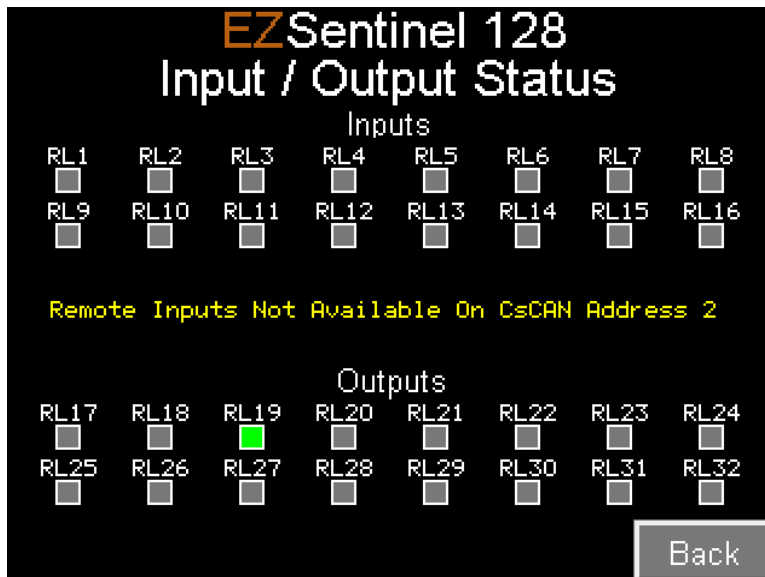 EZSentinel 128
Input / Output Status
Inputs
RL1 RL2 RL3 RL4 RL5 RL6 RL7 RL8
RL9 RL10 RL11 RL12 RL13 RL14 RL15 RL16
Remote Inputs Not Available On CsCAN Address 2
Outputs
RL17 RL18 RL19 RL20 RL21 RL22 RL23 RL24
RL25 RL26 RL27 RL28 RL29 RL30 RL31 RL32
Back